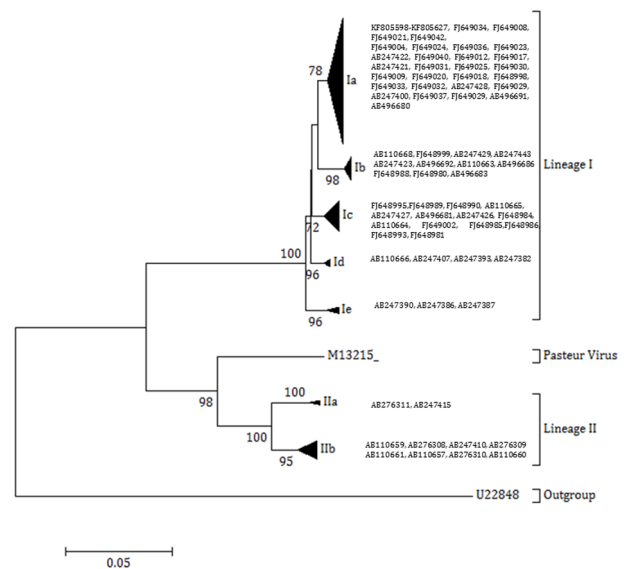 KF805598-KF805627, FJ649034, FJ649008,
FJ649021, FJ649042,
FJ649004, FJ649024, FJ649036, FJ649023,
AB247422, FJ649040, FJ649012, FJ649017,
AB247421, FJ649031, FJ649025, FJ649030,
FJ649009, FJ649020, FJ649018, FJ648998,
FJ649033, FJ649032, AB247428, FJ649029,
AB247400, FJ649037, FJ649029, AB496691,
AB496680
78
Ia
AB110668, FJ648999, AB247429, AB247443
AB247423, AB496692, AB110663, AB496686
FJ648988, FJ648980, AB496683
Ib
98
Lineage I
FJ648995,FJ648989, FJ648990, AB110665,
AB247427, AB496681, AB247426, FJ648984,
AB110664, FJ649002, FJ648985,FJ648986,
FJ648993, FJ648981
Ic
72
100
Id
AB110666, AB247407, AB247393, AB247382
96
Ie
AB247390, AB247386, AB247387
96
M13215_
Pasteur Virus
98
100
IIa
AB276311, AB247415
Lineage II
100
IIb
AB110659, AB276308, AB247410, AB276309
AB110661, AB110657, AB276310, AB110660
95
U22848
Outgroup
0.05